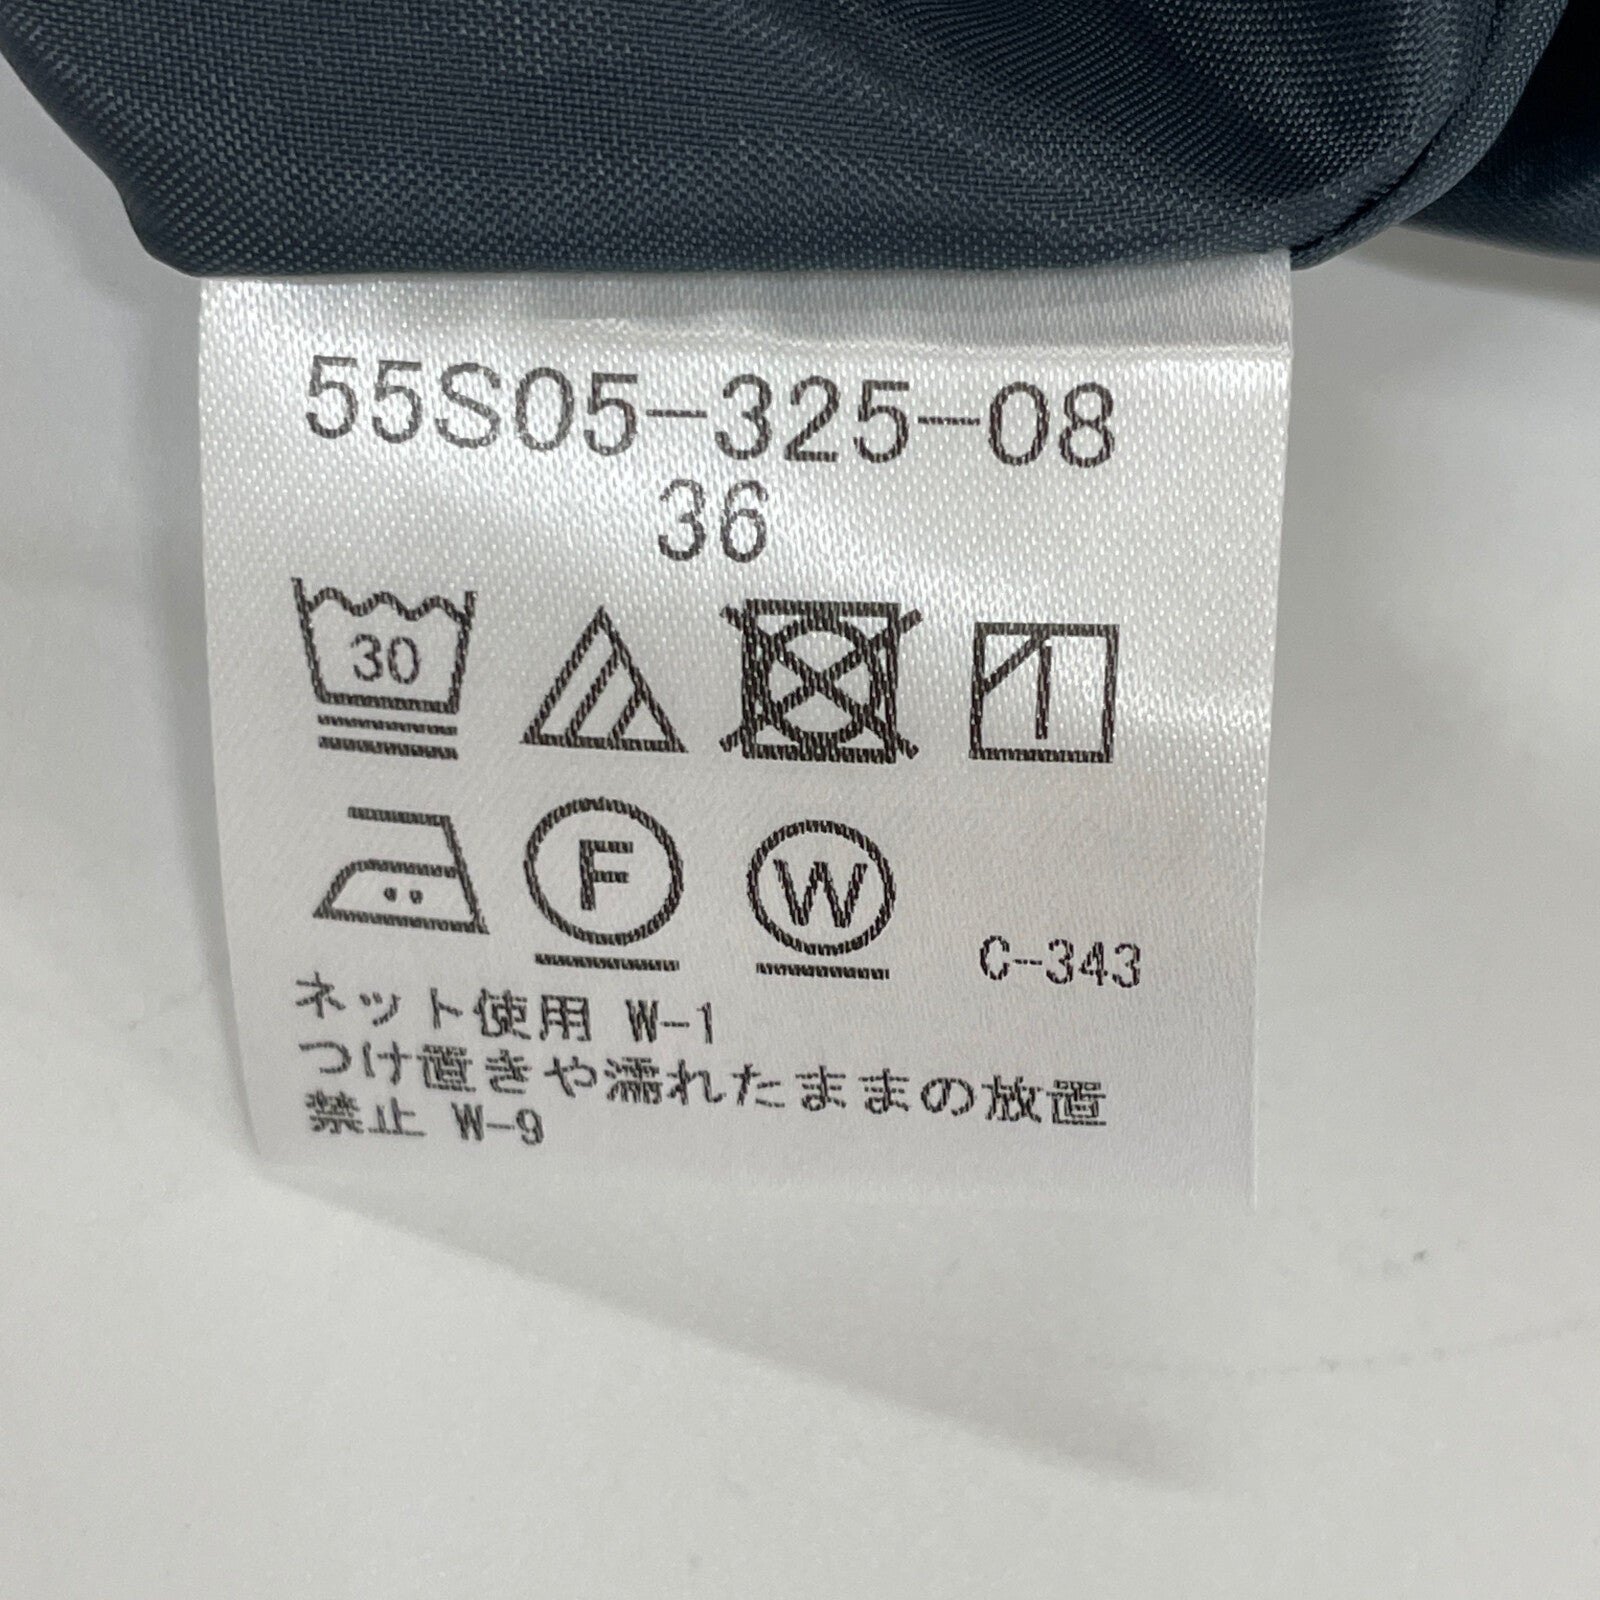 55S05-325-08
36
30
F W C-343
ネット使用 W-1
つけ置きや濡れたままの放置
禁止 W-9